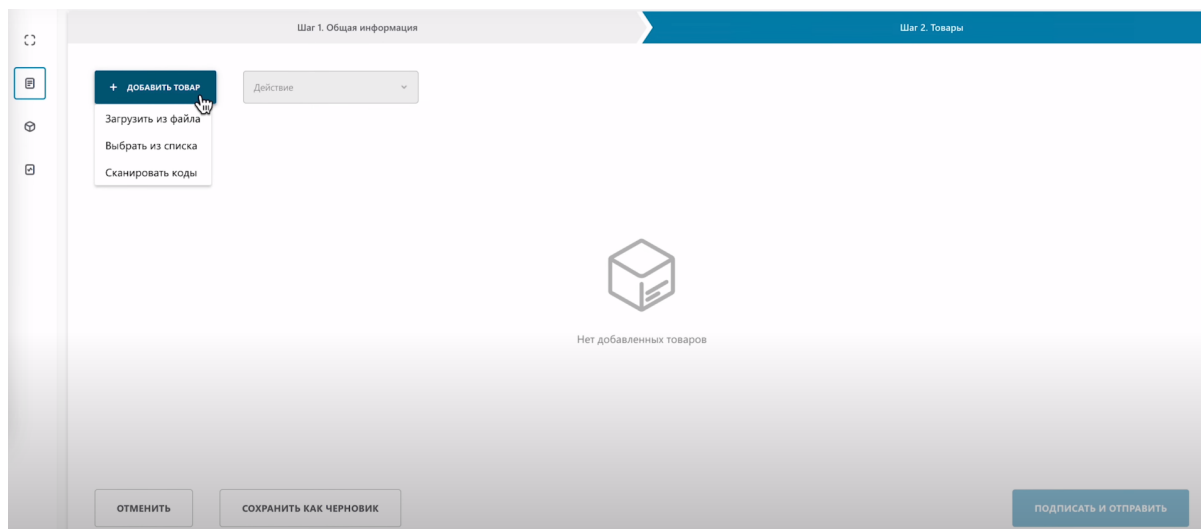 Шаг 1. Общая информация
Шаг 2. Товары
+ ДОБАВИТЬ ТОВАР
Действие
Загрузить из файла
Выбрать из списка
Сканировать коды
Нет добавленных товаров
ОТМЕНИТЬ
СОХРАНИТЬ КАК ЧЕРНОВИК
ПОДПИСАТЬ И ОТПРАВИТЬ